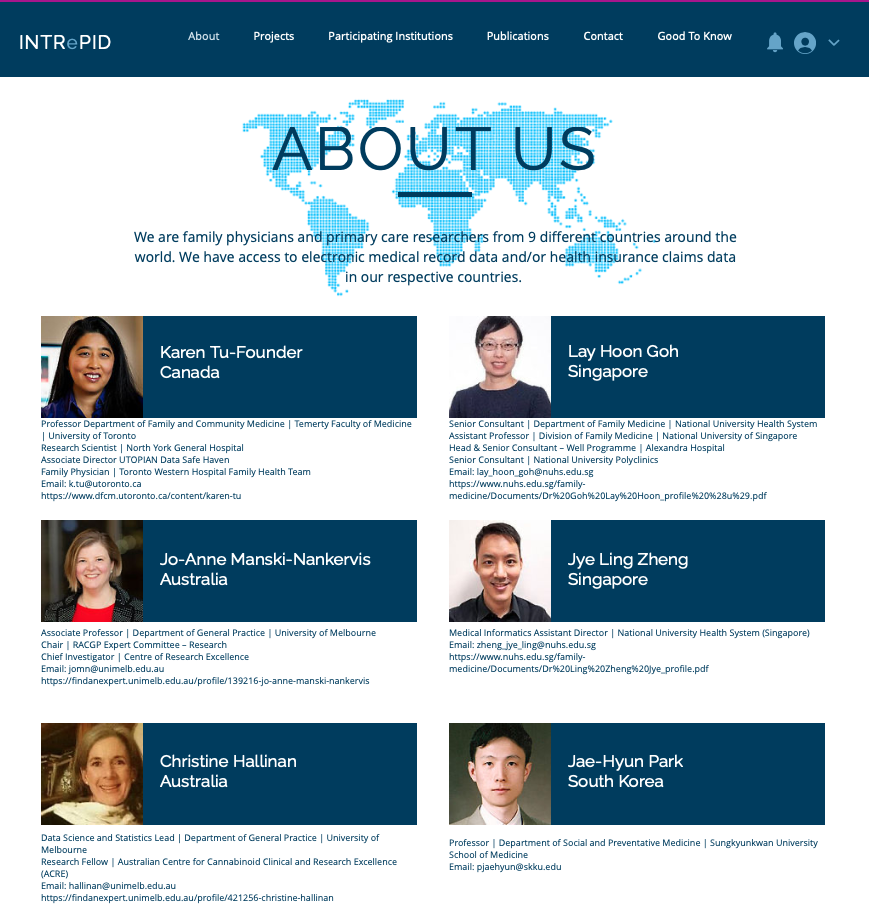 INTRePID
About
Projects
Participating Institutions
Publications
Contact
Good To Know
ABOUT US
We are family physicians and primary care researchers from 9 different countries around the
world. We have access to electronic medical record data and/or health insurance claims data
in our respective countries.
Karen Tu-Founder
Canada
Professor Department of Family and Community Medicine | Temerty Faculty of Medicine
| University of Toronto
Research Scientist | North York General Hospital
Associate Director UTOPIAN Data Safe Haven
Family Physician | Toronto Western Hospital Family Health Team
Email: k.tu@utoronto.ca
https://www.dfcm.utoronto.ca/content/karen-tu
Lay Hoon Goh
Singapore
Senior Consultant | Department of Family Medicine | National University Health System
Assistant Professor | Division of Family Medicine | National University of Singapore
Head & Senior Consultant – Well Programme | Alexandra Hospital
Senior Consultant | National University Polyclinics
Email: lay_hoon_goh@nuhs.edu.sg
https://www.nuhs.edu.sg/family-
medicine/Documents/Dr%20Goh%20Lay%20Hoon_profile%20%28u%29.pdf
Jo-Anne Manski-Nankervis
Australia
Associate Professor | Department of General Practice | University of Melbourne
Chair | RACGP Expert Committee – Research
Chief Investigator | Centre of Research Excellence
Email: jomn@unimelb.edu.au
https://findanexpert.unimelb.edu.au/profile/139216-jo-anne-manski-nankervis
Jye Ling Zheng
Singapore
Medical Informatics Assistant Director | National University Health System (Singapore)
Email: zheng_jye_ling@nuhs.edu.sg
https://www.nuhs.edu.sg/family-
medicine/Documents/Dr%20Ling%20Zheng%20Jye_profile.pdf
Christine Hallinan
Australia
Data Science and Statistics Lead | Department of General Practice | University of
Melbourne
Research Fellow | Australian Centre for Cannabinoid Clinical and Research Excellence
(ACRE)
Email: hallinan@unimelb.edu.au
https://findanexpert.unimelb.edu.au/profile/421256-christine-hallinan
Jae-Hyun Park
South Korea
Professor | Department of Social and Preventative Medicine | Sungkyunkwan University
School of Medicine
Email: pjaehyun@skku.edu